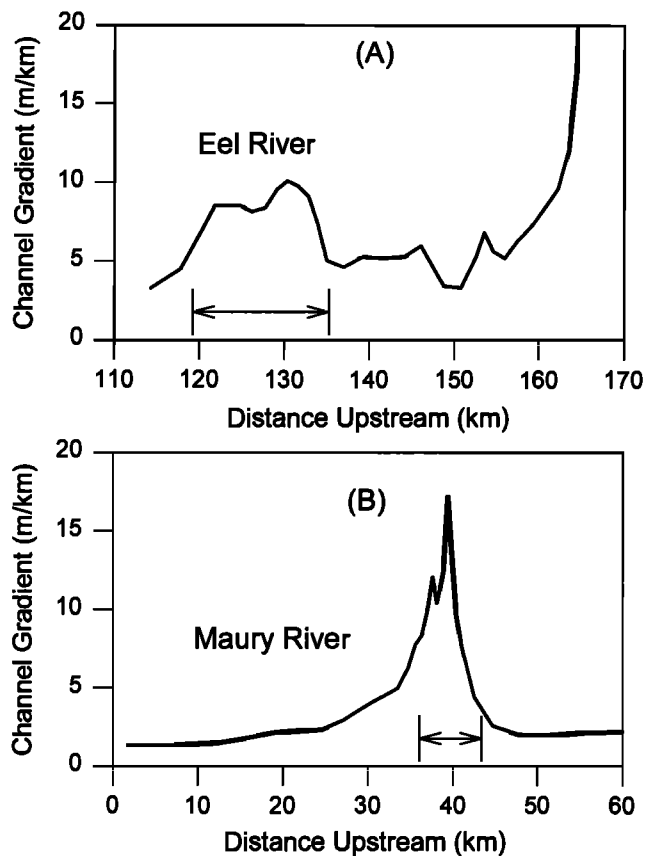 (A)
Eel River
Channel Gradient (m/km)
20
15
10
5
0
110 120 130 140 150 160 170
Distance Upstream (km)
(B)
Maury River
Channel Gradient (m/km)
20
15
10
5
0
0 10 20 30 40 50 60
Distance Upstream (km)